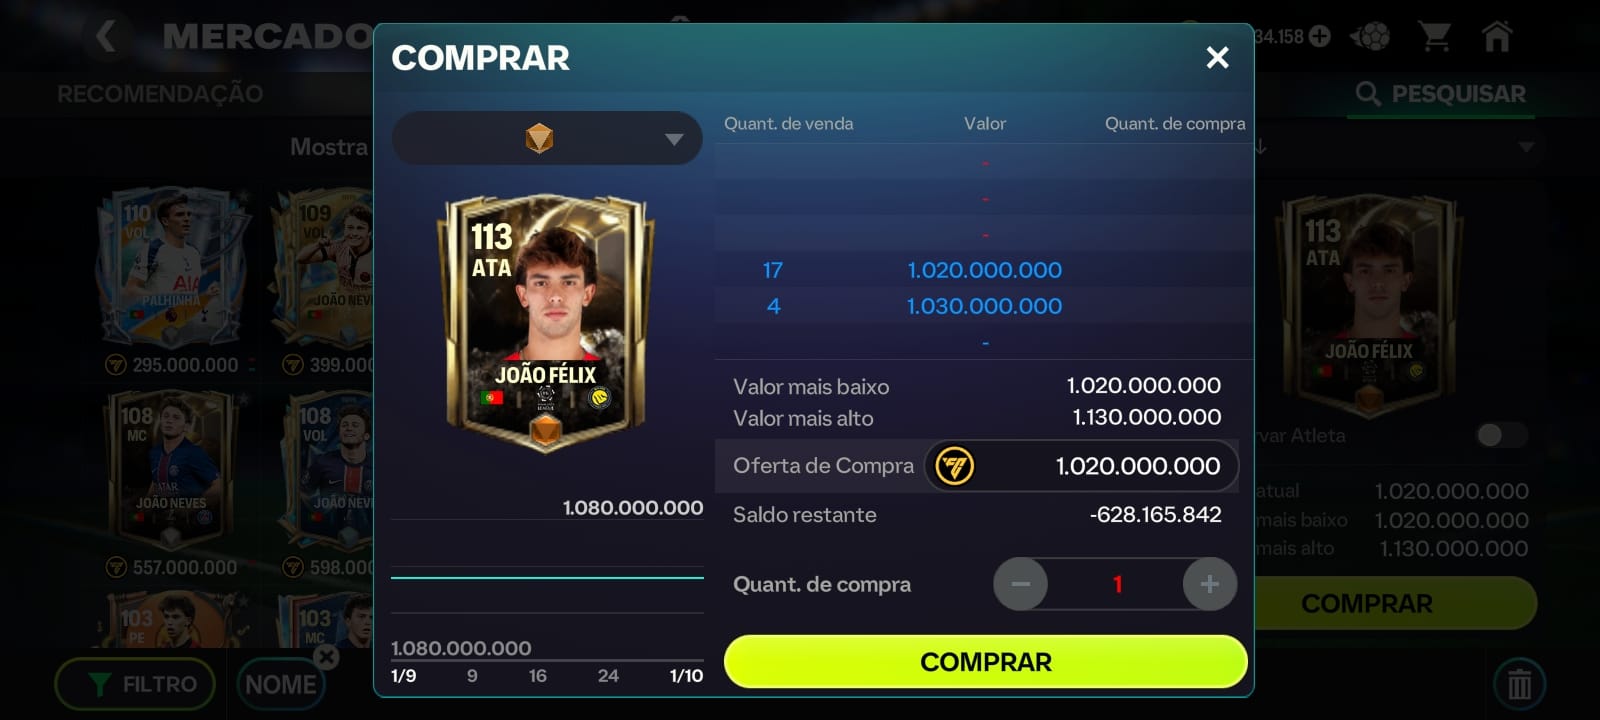 MERCADO
34.158
RECOMENDAÇÃO
PESQUISAR
Mostra
110
VOL
PALHINHA
295.000.000
109
VOL
JOÃO NEV
399.000
108
MC
JOÃO NEVES
557.000.000
108
VOL
598.000
103
PE
103
MC
FILTRO
NOME
COMPRAR
113
ATA
JOÃO FÉLIX
1.080.000.000
1.080.000.000
1/9 9 16 24 1/10
Quant. de venda Valor Quant. de compra
-
-
-
17 1.020.000.000
4 1.030.000.000
-
Valor mais baixo 1.020.000.000
Valor mais alto 1.130.000.000
Oferta de Compra 1.020.000.000
Saldo restante -628.165.842
Quant. de compra 1
COMPRAR
113
ATA
JOÃO FÉLIX
var Atleta
atual 1.020.000.000
mais baixo 1.020.000.000
mais alto 1.130.000.000
COMPRAR